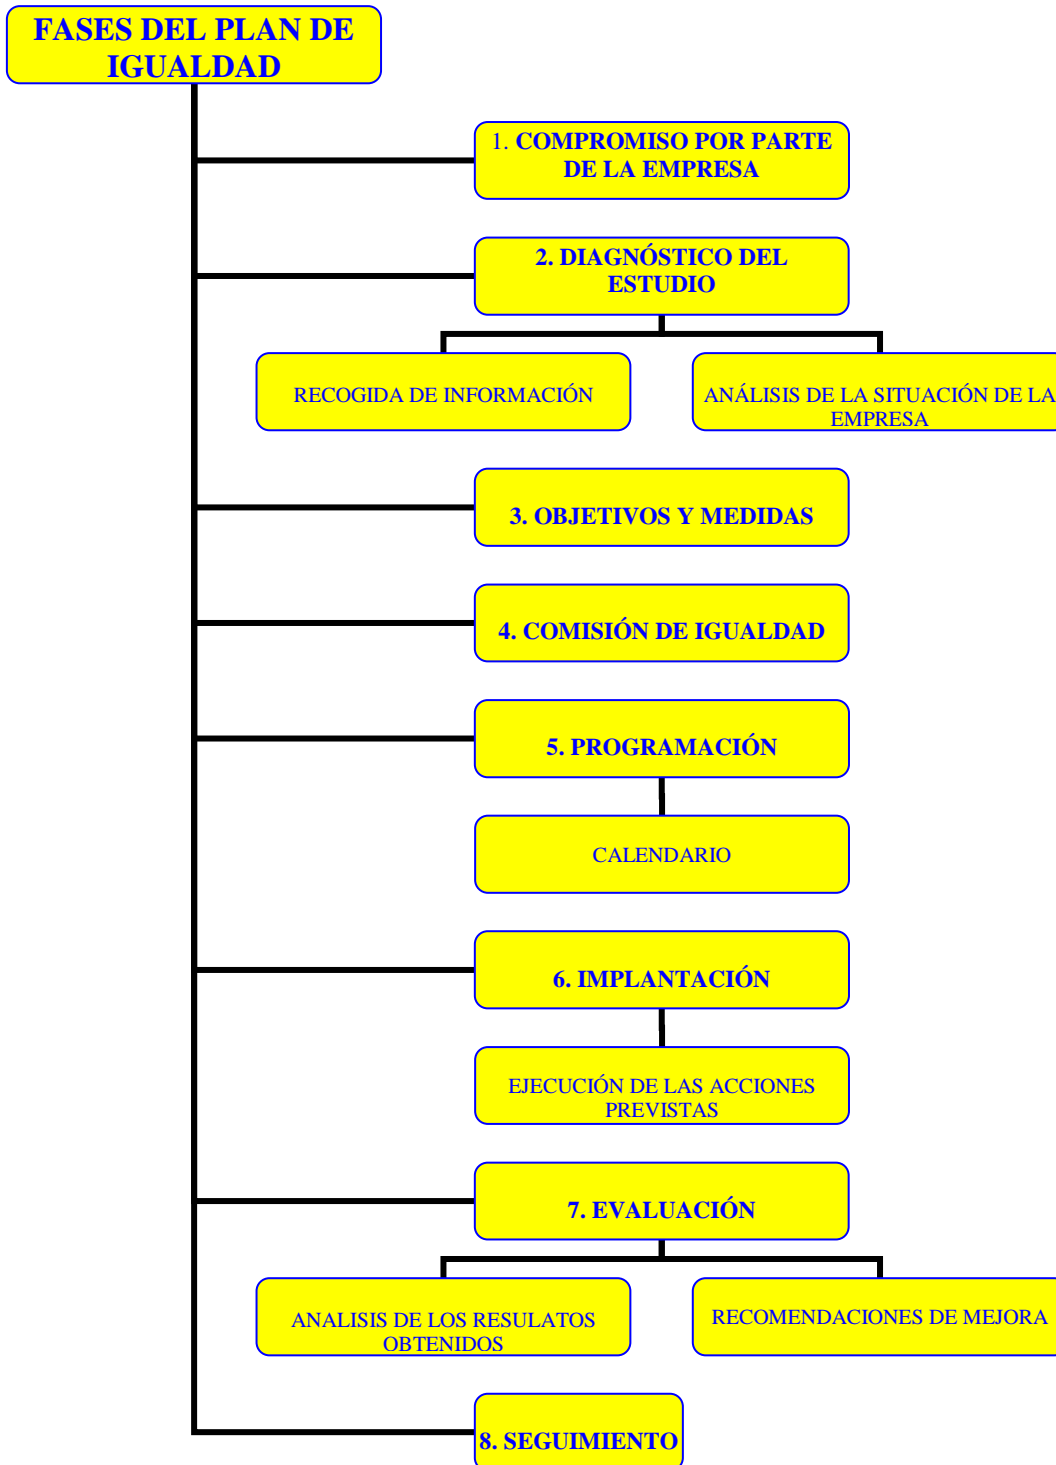 FASES DEL PLAN DE
IGUALDAD
1. COMPROMISO POR PARTE
DE LA EMPRESA
2. DIAGNÓSTICO DEL
ESTUDIO
RECOGIDA DE INFORMACIÓN
ANÁLISIS DE LA SITUACIÓN DE LA
EMPRESA
3. OBJETIVOS Y MEDIDAS
4. COMISIÓN DE IGUALDAD
5. PROGRAMACIÓN
CALENDARIO
6. IMPLANTACIÓN
EJECUCIÓN DE LAS ACCIONES
PREVISTAS
7. EVALUACIÓN
ANALISIS DE LOS RESULATOS
OBTENIDOS
RECOMENDACIONES DE MEJORA
8. SEGUIMIENTO